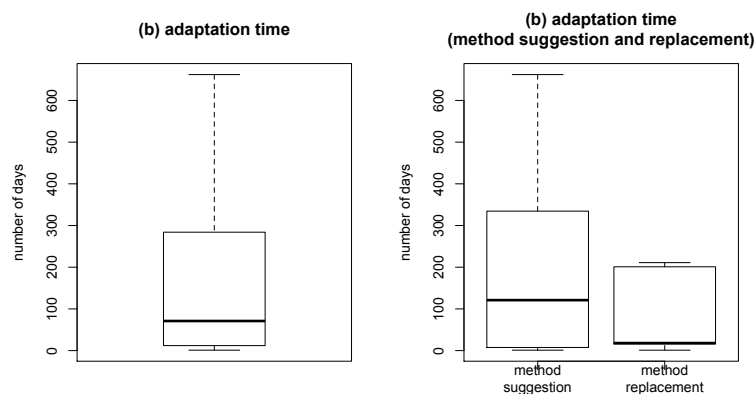 (b) adaptation time
number of days
600
500
400
300
200
100
0
(b) adaptation time
(method suggestion and replacement)
number of days
600
500
400
300
200
100
0
method
suggestion
method
replacement